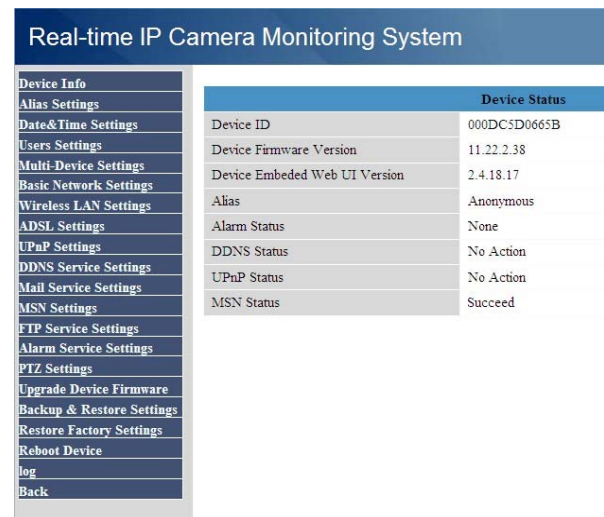 Real-time IP Camera Monitoring System
Device Info
Alias Settings
Date&Time Settings
Users Settings
Multi-Device Settings
Basic Network Settings
Wireless LAN Settings
ADSL Settings
UPnP Settings
DDNS Service Settings
Mail Service Settings
MSN Settings
FTP Service Settings
Alarm Service Settings
PTZ Settings
Upgrade Device Firmware
Backup & Restore Settings
Restore Factory Settings
Reboot Device
log
Back
Device Status
Device ID 000DC5D0665B
Device Firmware Version 11.22.2.38
Device Embeded Web UI Version 2.4.18.17
Alias Anonymous
Alarm Status None
DDNS Status No Action
UPnP Status No Action
MSN Status Succeed